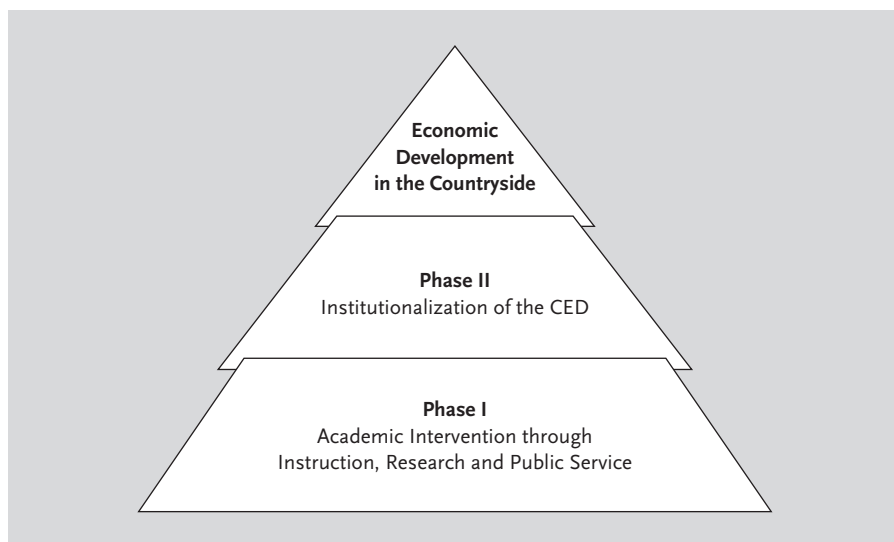 Economic
Development
in the Countryside
Phase II
Institutionalization of the CED
Phase I
Academic Intervention through
Instruction, Research and Public Service